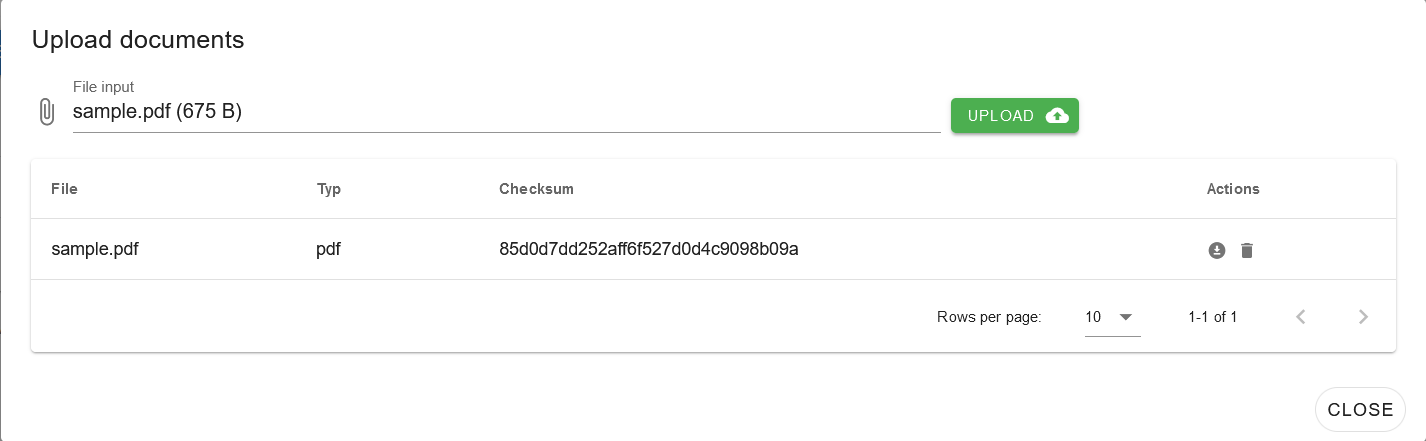 Upload documents
File input
sample.pdf (675 B)
UPLOAD
File Typ Checksum Actions
sample.pdf pdf 85d0d7dd252aff6f527d0d4c9098b09a
Rows per page: 10 1-1 of 1
CLOSE